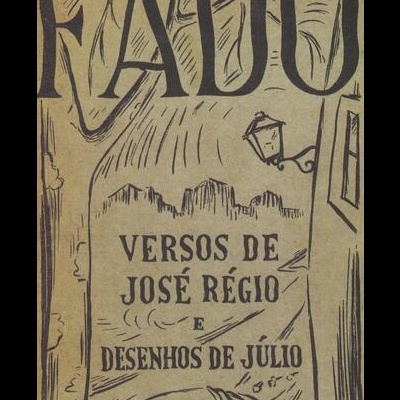 FADO
VERSOS DE
JOSÉ RÉGIO
E
DESENHOS DE JÚLIO